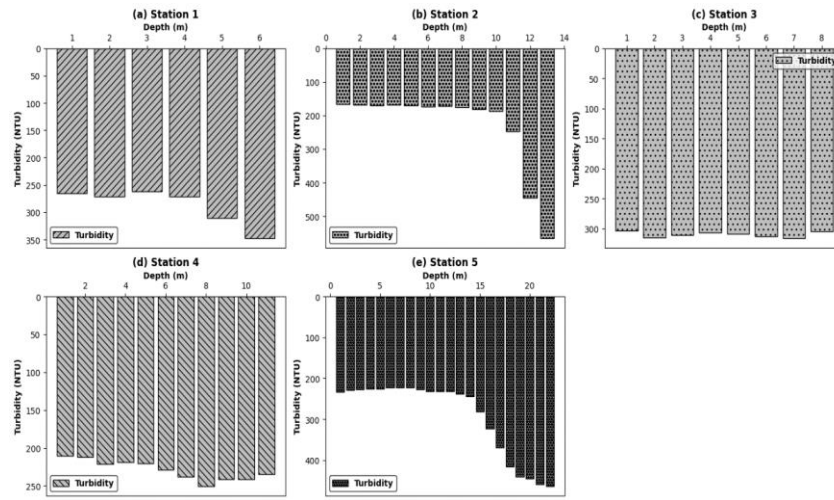 (a) Station 1
Depth (m)
1 2 3 4 5 6
0
50
100
150
200
250
300
350
Turbidity (NTU)
Turbidity
(b) Station 2
Depth (m)
0 2 4 6 8 10 12 14
0
100
200
300
400
500
Turbidity (NTU)
Turbidity
(c) Station 3
Depth (m)
1 2 3 4 5 6 7 8
0
50
100
150
200
250
300
Turbidity (NTU)
Turbidity
(d) Station 4
Depth (m)
2 4 6 8 10
0
50
100
150
200
250
Turbidity (NTU)
Turbidity
(e) Station 5
Depth (m)
0 5 10 15 20
0
100
200
300
400
Turbidity (NTU)
Turbidity